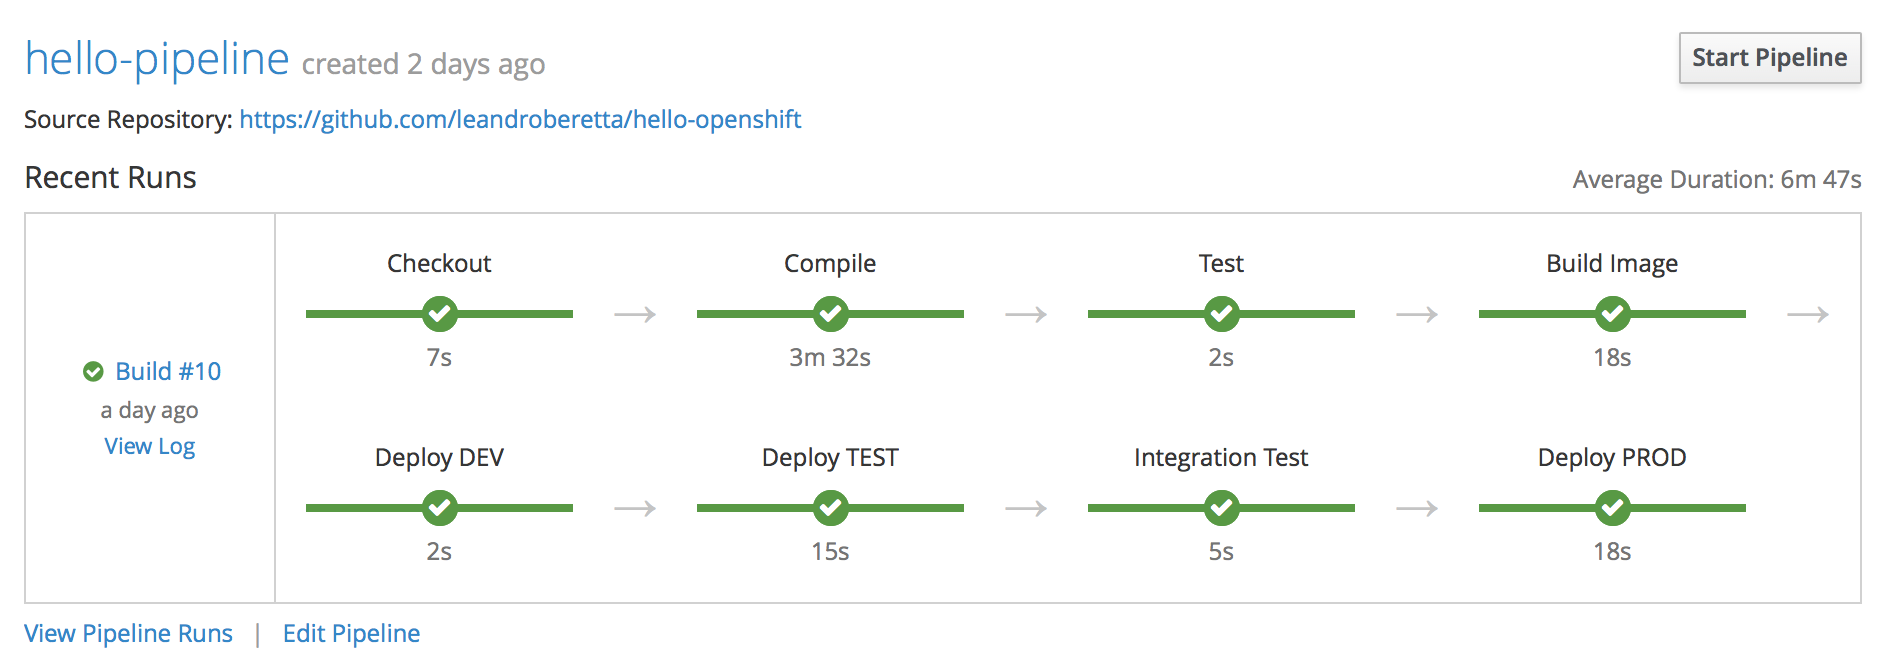 hello-pipeline created 2 days ago
Start Pipeline
Source Repository: https://github.com/leandroberetta/hello-openshift
Recent Runs
Average Duration: 6m 47s
Build #10
a day ago
View Log
Checkout
7s
Compile
3m 32s
Test
2s
Build Image
18s
Deploy DEV
2s
Deploy TEST
15s
Integration Test
5s
Deploy PROD
18s
View Pipeline Runs | Edit Pipeline